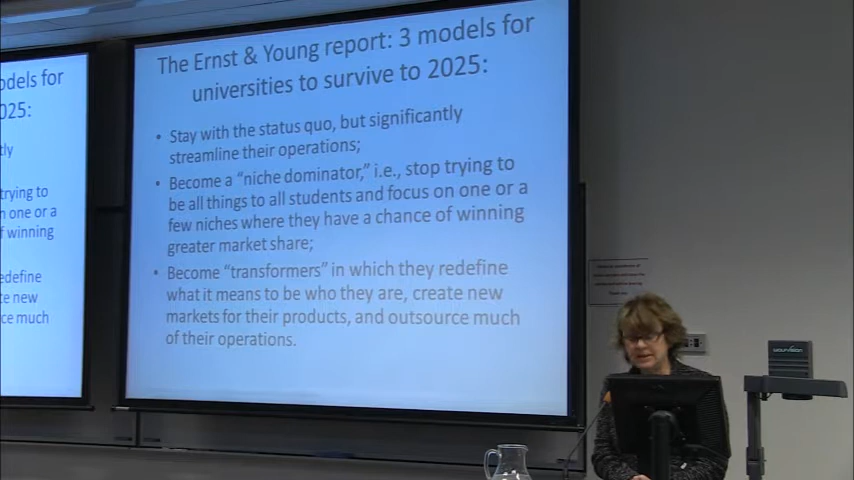 odels for
025:
tly
trying to
n one or a
f winning
edefine
te new
rce much
The Ernst & Young report: 3 models for
universities to survive to 2025:
• Stay with the status quo, but significantly
streamline their operations;
• Become a “niche dominator,” i.e., stop trying to
be all things to all students and focus on one or a
few niches where they have a chance of winning
greater market share;
• Become “transformers” in which they redefine
what it means to be who they are, create new
markets for their products, and outsource much
of their operations.
wolfvision